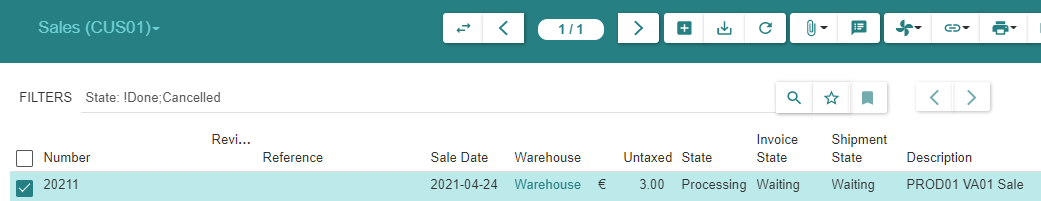 Sales (CUS01)
1 / 1
FILTERS State: !Done;Cancelled
Number Revi... Reference Sale Date Warehouse Untaxed State Invoice State Shipment State Description
20211 2021-04-24 Warehouse € 3.00 Processing Waiting Waiting PROD01 VA01 Sale